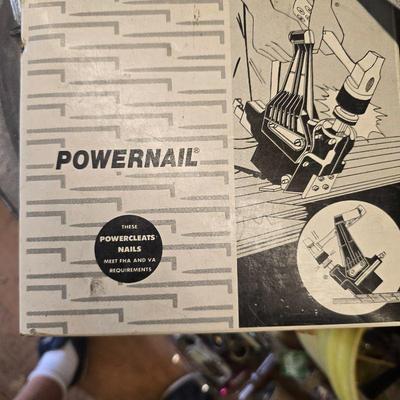 POWERNAIL®
THESE
POWERCLEATS®
NAILS
MEET FHA AND VA
REQUIREMENTS